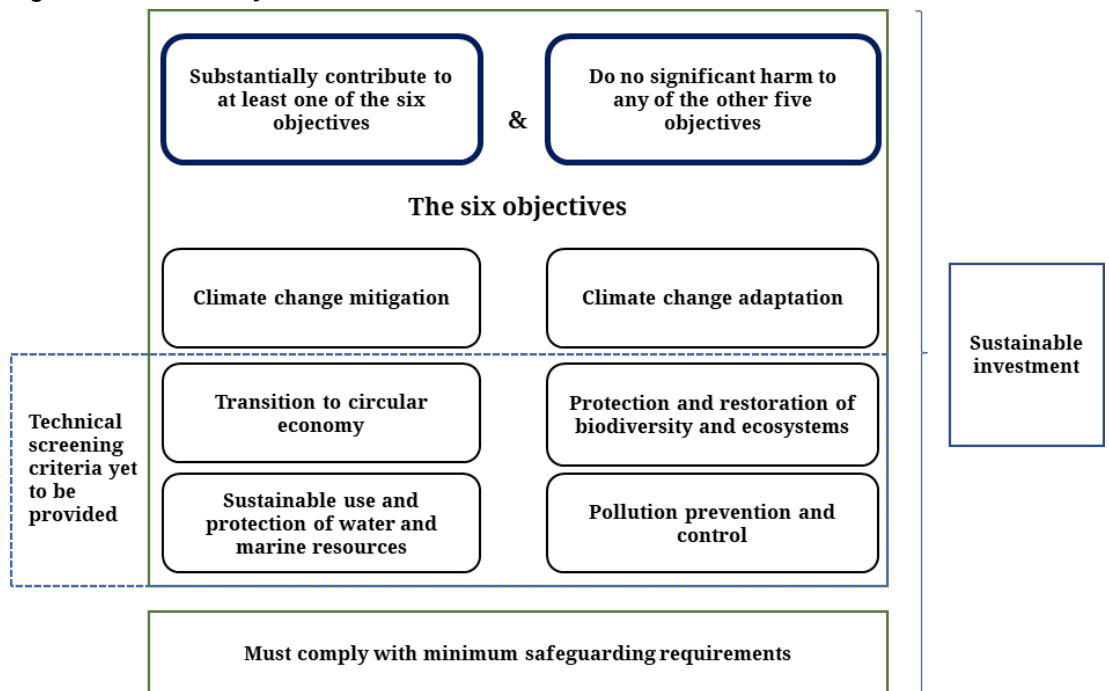 Substantially contribute to
at least one of the six
objectives
&
Do no significant harm to
any of the other five
objectives
The six objectives
Climate change mitigation
Climate change adaptation
Technical
screening
criteria yet
to be
provided
Transition to circular
economy
Protection and restoration of
biodiversity and ecosystems
Sustainable use and
protection of water and
marine resources
Pollution prevention and
control
Must comply with minimum safeguarding requirements
Sustainable
investment